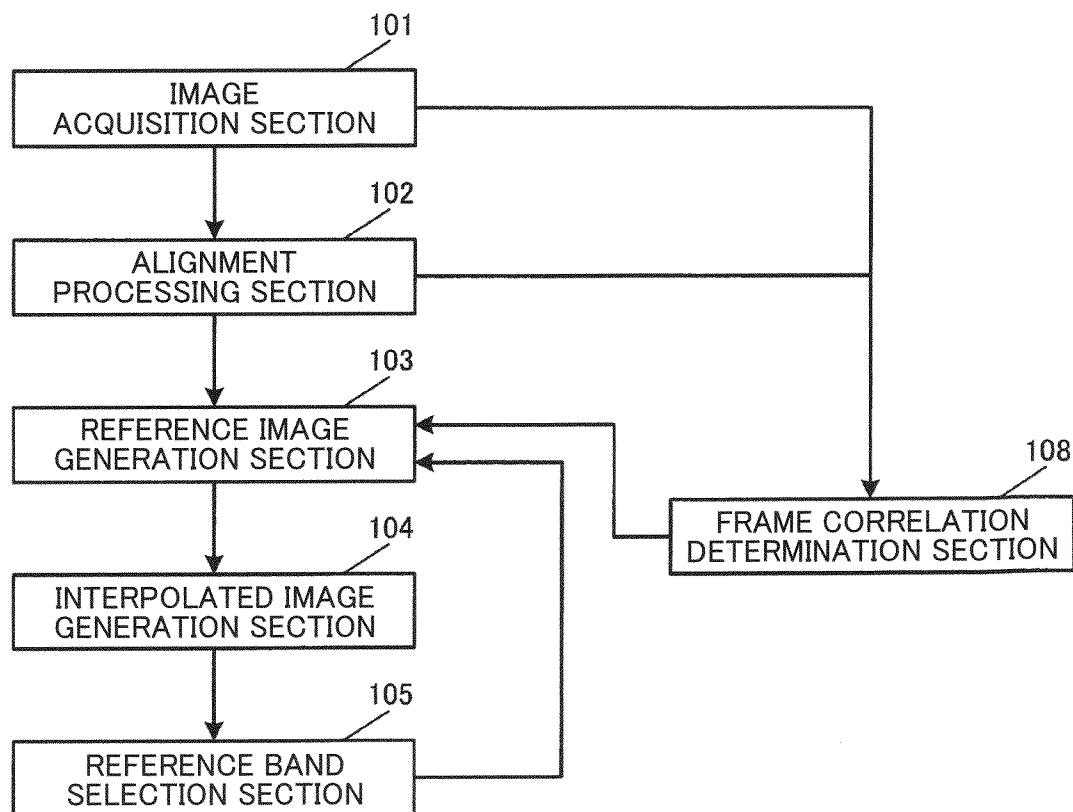 101
IMAGE
ACQUISITION SECTION
102
ALIGNMENT
PROCESSING SECTION
103
REFERENCE IMAGE
GENERATION SECTION
108
FRAME CORRELATION
DETERMINATION SECTION
104
INTERPOLATED IMAGE
GENERATION SECTION
105
REFERENCE BAND
SELECTION SECTION